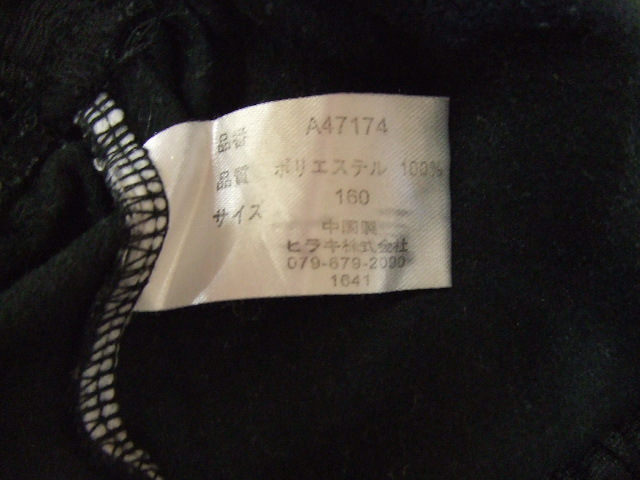 品番 A47174
品質 ポリエステル 100%
サイズ 160
中国製
ヒラキ株式会社
079-679-2000
1641